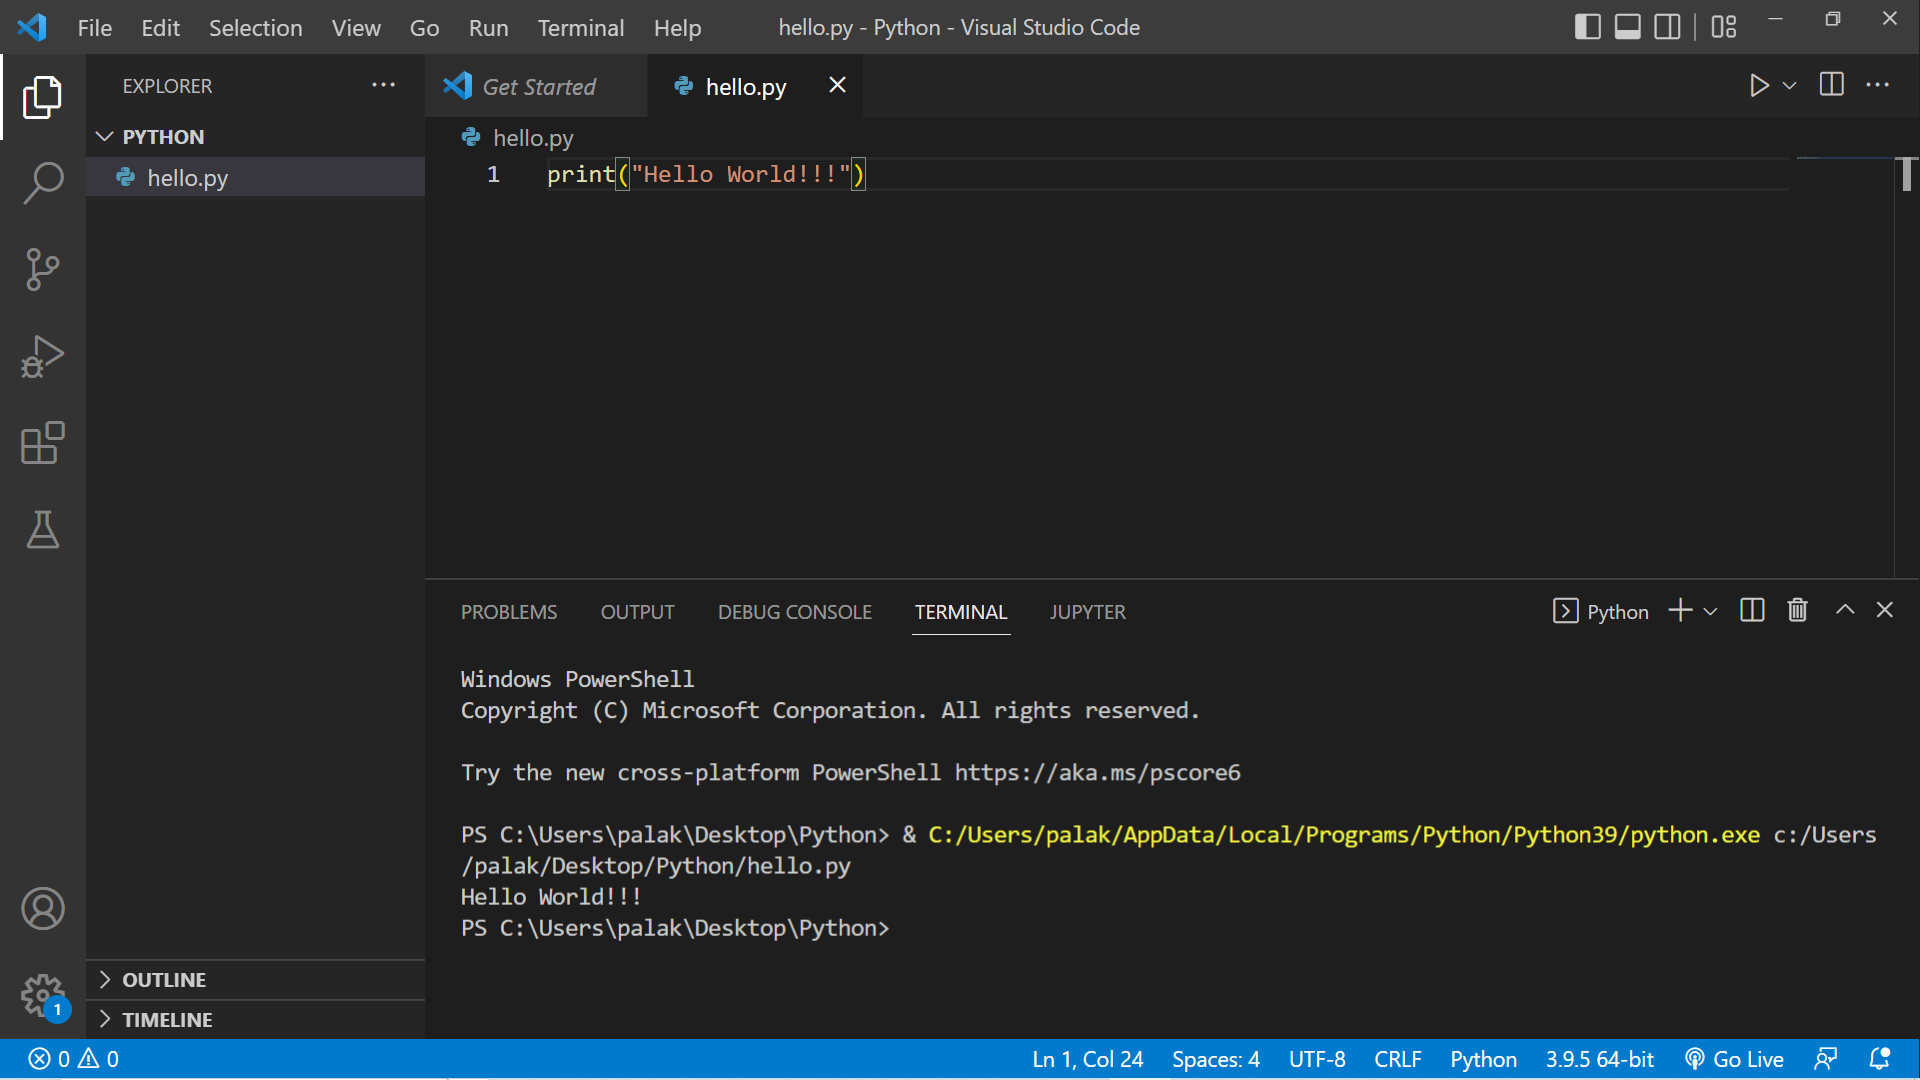 File Edit Selection View Go Run Terminal Help hello.py - Python - Visual Studio Code
EXPLORER
Get Started
hello.py
PYTHON
hello.py
hello.py
1 print("Hello World!!!")
PROBLEMS OUTPUT DEBUG CONSOLE TERMINAL JUPYTER Python
Windows PowerShell
Copyright (C) Microsoft Corporation. All rights reserved.
Try the new cross-platform PowerShell https://aka.ms/pscore6
PS C:\Users\palak\Desktop\Python> & C:/Users/palak/AppData/Local/Programs/Python/Python39/python.exe c:/Users
/palak/Desktop/Python/hello.py
Hello World!!!
PS C:\Users\palak\Desktop\Python>
OUTLINE
1
TIMELINE
0 0 Ln 1, Col 24 Spaces: 4 UTF-8 CRLF Python 3.9.5 64-bit Go Live